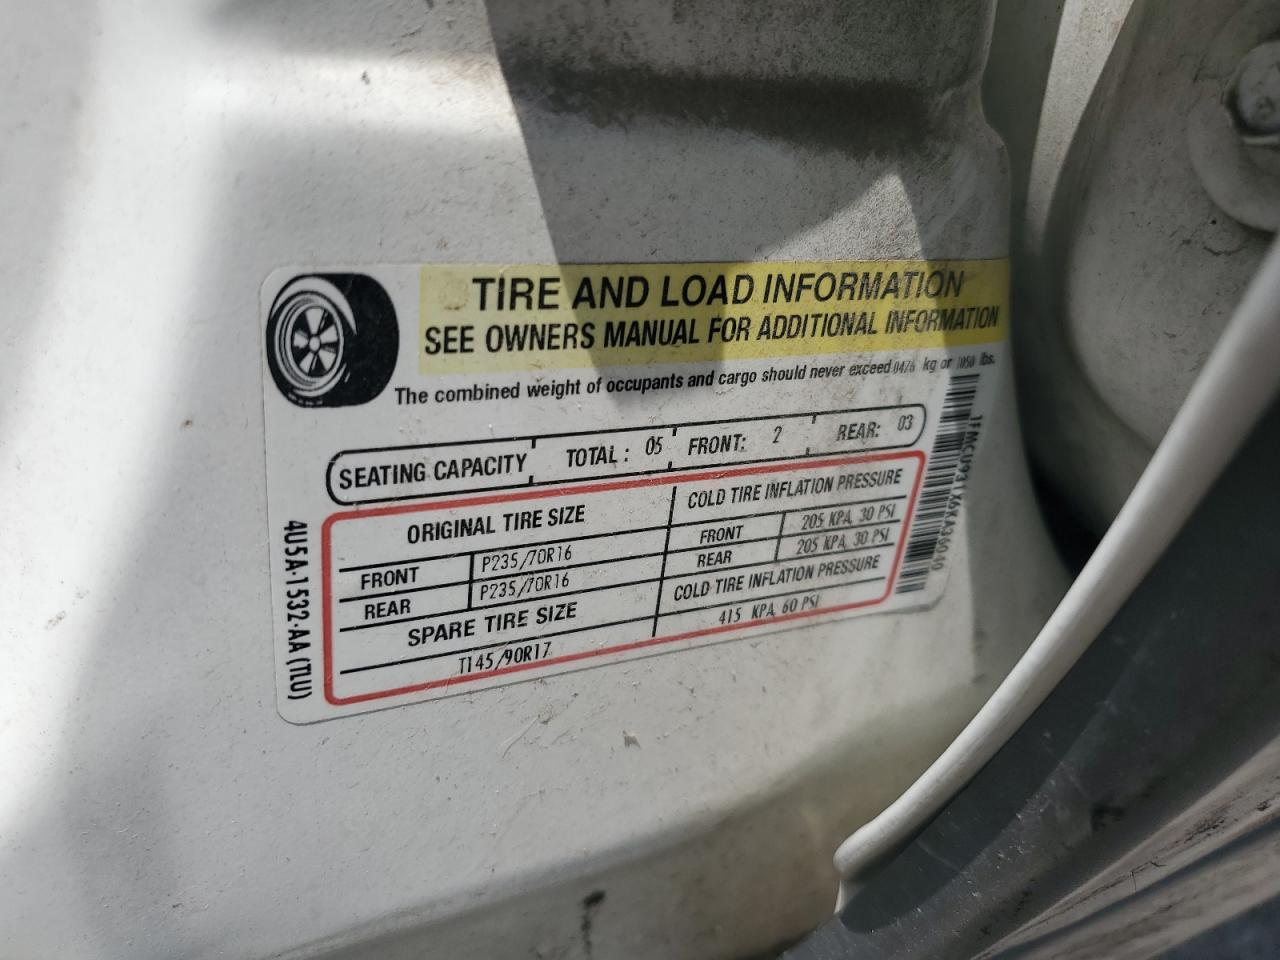 TIRE AND LOAD INFORMATION
SEE OWNERS MANUAL FOR ADDITIONAL INFORMATION
The combined weight of occupants and cargo should never exceed 0476 kg or 1050 lbs.
SEATING CAPACITY TOTAL : 05 FRONT: 2 REAR: 03
ORIGINAL TIRE SIZE COLD TIRE INFLATION PRESSURE
FRONT P235/70R16 FRONT 205 KPA, 30 PSI
REAR P235/70R16 REAR 205 KPA, 30 PSI
SPARE TIRE SIZE COLD TIRE INFLATION PRESSURE
T145/90R17 415 KPA, 60 PSI
4U5A-1532-AA (TLU)